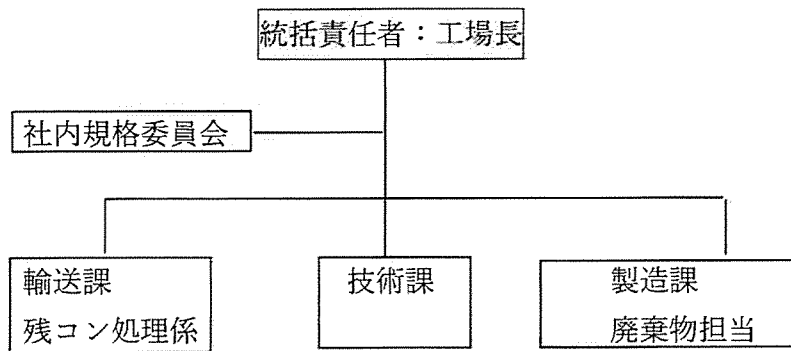 統括責任者：工場長
社内規格委員会
輸送課
残コン処理係
技術課
製造課
廃棄物担当